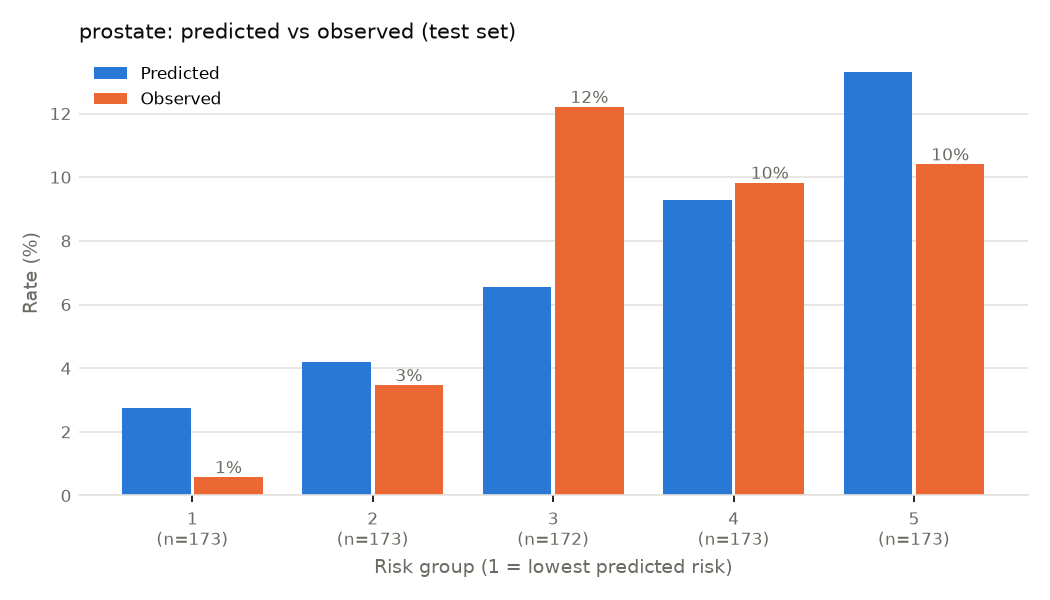 prostate: predicted vs observed (test set)
Predicted
Observed
Rate (%)
12
10
8
6
4
2
0
1%
3%
12%
10%
10%
1 2 3 4 5
(n=173) (n=173) (n=172) (n=173) (n=173)
Risk group (1 = lowest predicted risk)